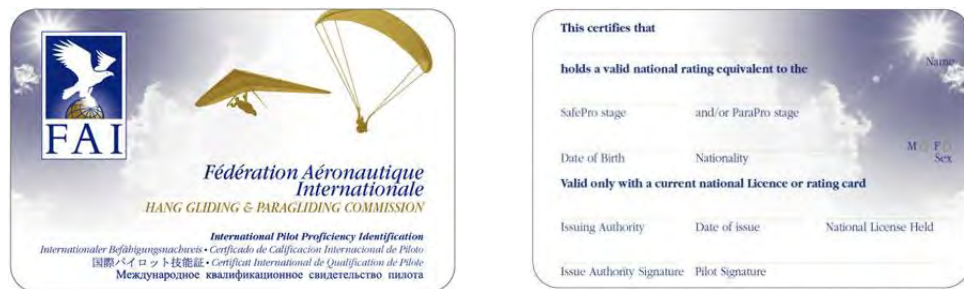 FAI
Fédération Aéronautique
Internationale
HANG GLIDING & PARAGLIDING COMMISSION
International Pilot Proficiency Identification
Internationaler Befähigungsnachweis • Certficado de Calificacion Internacional de Piloto
国際パイロット技能証 • Certificat International de Qualification de Pilote
Международное квалификационное свидетельство пилота
This certifies that
Name
holds a valid national rating equivalent to the
SafePro stage and/or ParaPro stage
M F
Sex
Date of Birth Nationality
Valid only with a current national Licence or rating card
Issuing Authority Date of issue National License Held
Issue Authority Signature Pilot Signature